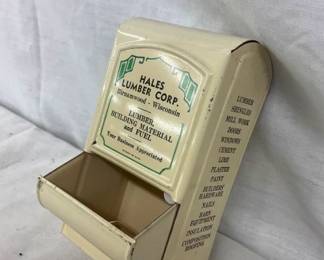 HALES
LUMBER CORP.
Birnamwood - Wisconsin
LUMBER
BUILDING MATERIAL
and FUEL
Your Business Appreciated
LUMBER
SHINGLES
MILL WORK
DOORS
WINDOWS
CEMENT
LIME
PLASTER
PAINT
BUILDERS
HARDWARE
NAILS
BARN
EQUIPMENT
INSULATION
COMPOSITION
ROOFING